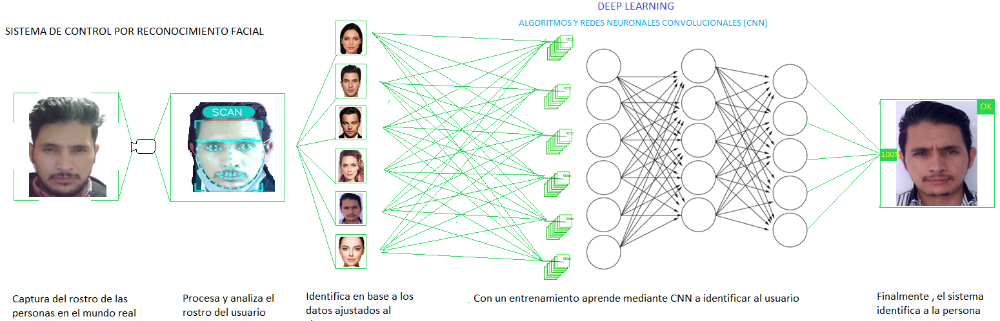 DEEP LEARNING
ALGORITMOS Y REDES NEURONALES CONVOLUCIONALES (CNN)
SISTEMA DE CONTROL POR RECONOCIMIENTO FACIAL
SCAN
OK
100%
Captura del rostro de las
personas en el mundo real
Procesa y analiza el
rostro del usuario
Identifica en base a los
datos ajustados al
Con un entrenamiento aprende mediante CNN a identificar al usuario
Finalmente , el sistema
identifica a la persona